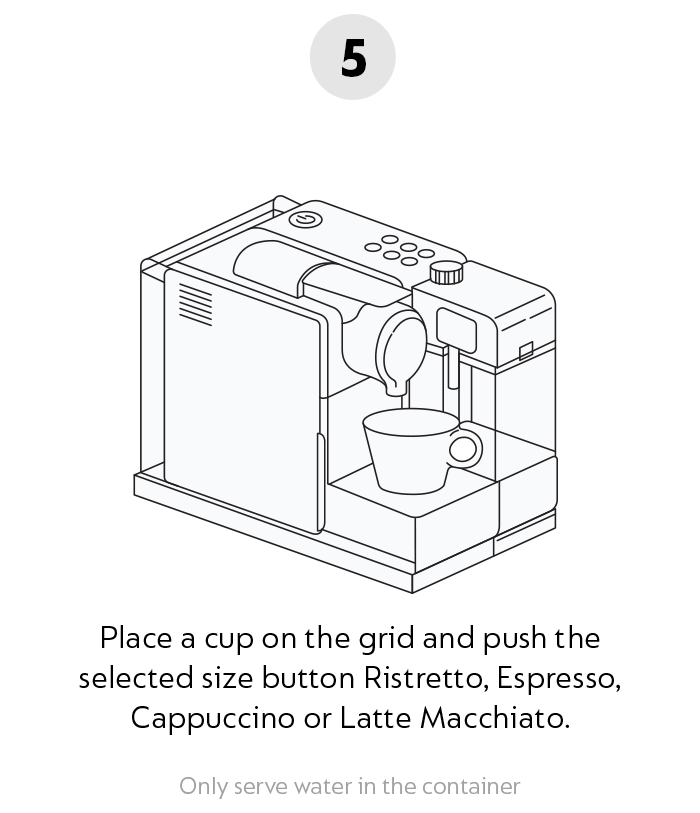 5
Place a cup on the grid and push the
selected size button Ristretto, Espresso,
Cappuccino or Latte Macchiato.
Only serve water in the container